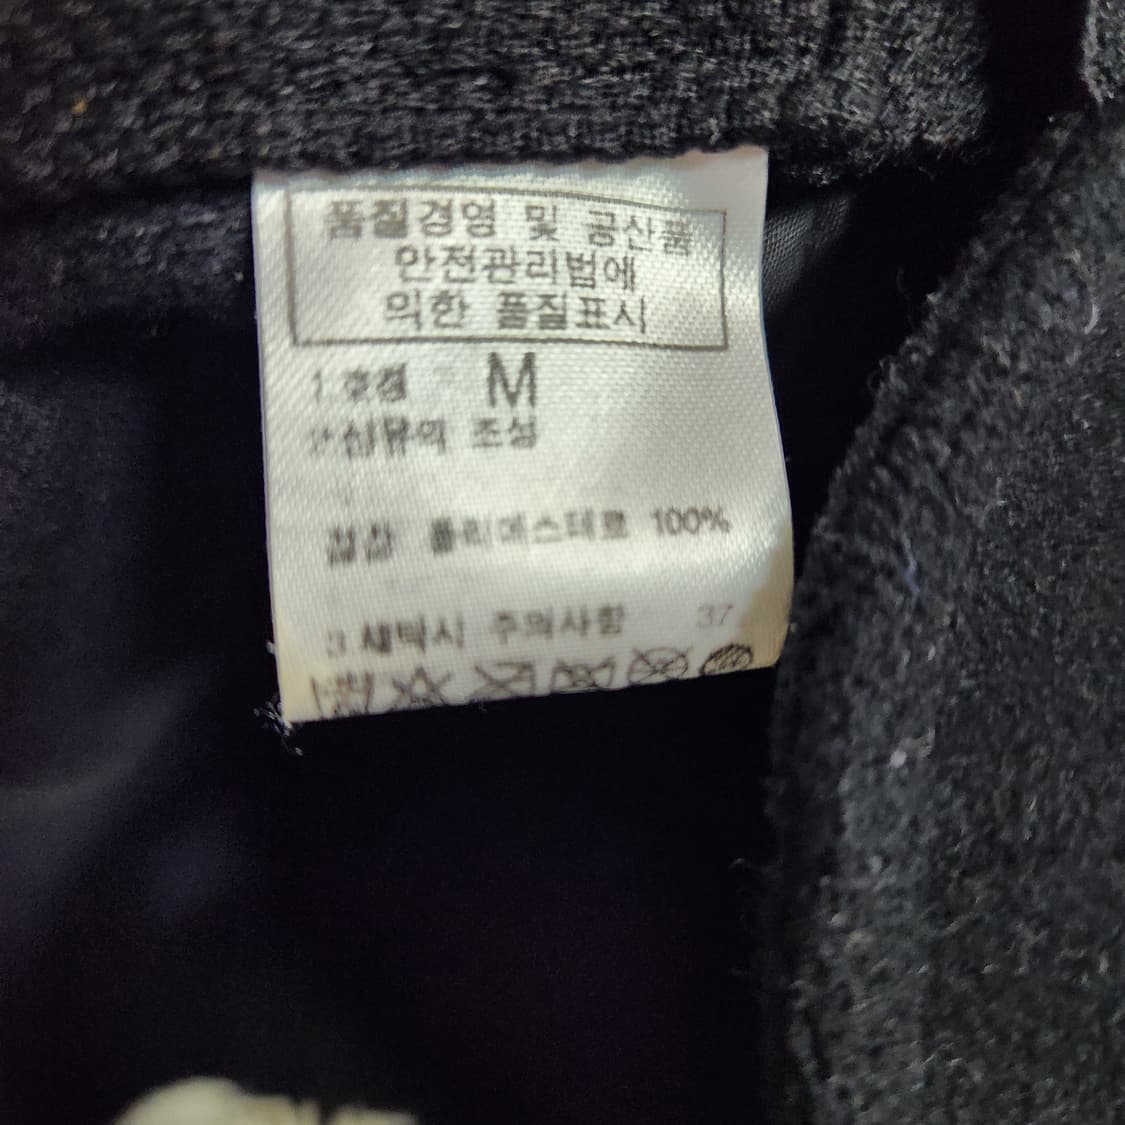 품질경영 및 공산품
안전관리법에
의한 품질표시
1.호칭 M
2.섬유의 조성
폴리에스테르 100%
3.세탁시 주의사항 37